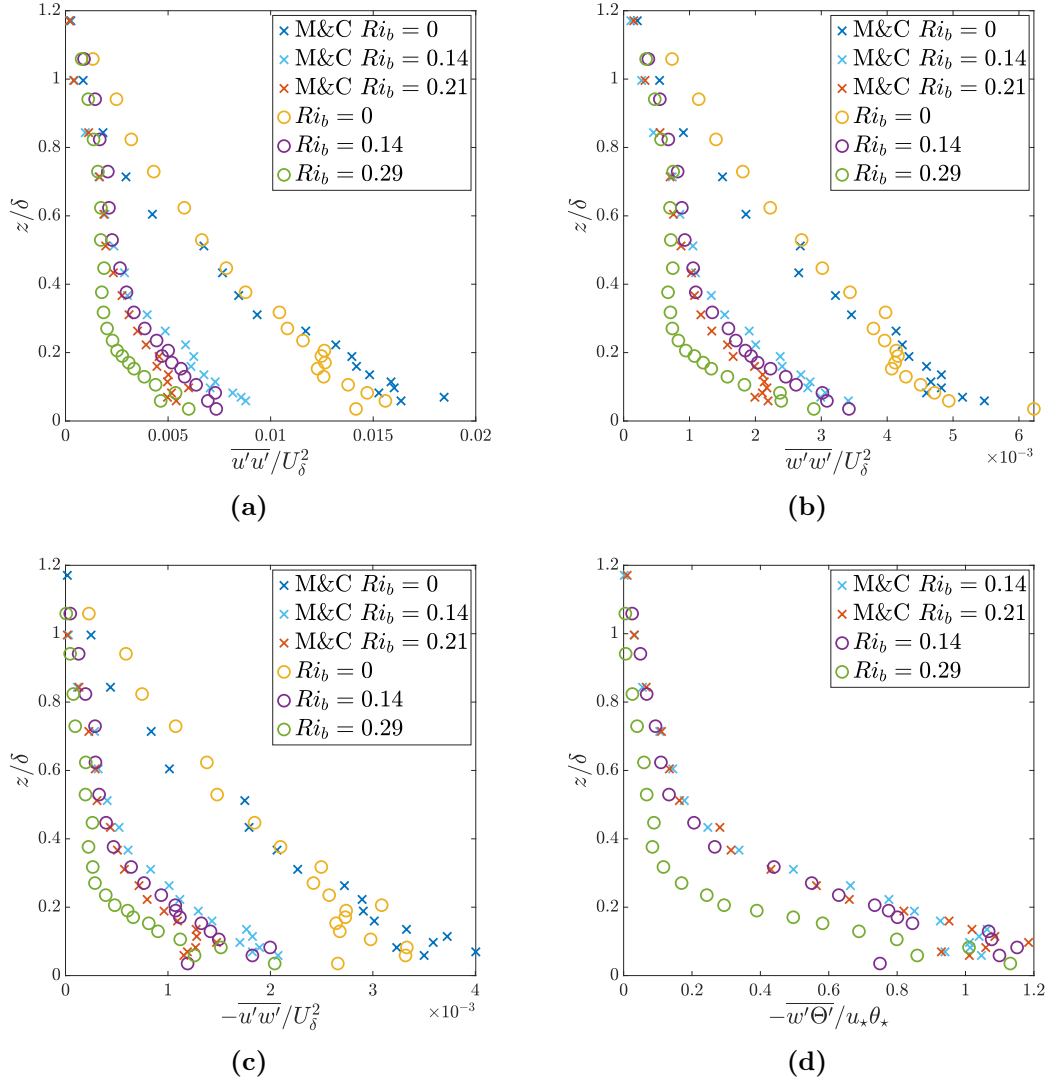 1.2
1
0.8
0.6
0.4
0.2
0
z/δ
M&C Ri_b = 0
M&C Ri_b = 0.14
M&C Ri_b = 0.21
Ri_b = 0
Ri_b = 0.14
Ri_b = 0.29
0 0.005 0.01 0.015 0.02
u'u'/U_δ^2
(a)
1.2
1
0.8
0.6
0.4
0.2
0
z/δ
M&C Ri_b = 0
M&C Ri_b = 0.14
M&C Ri_b = 0.21
Ri_b = 0
Ri_b = 0.14
Ri_b = 0.29
0 1 2 3 4 5 6
w'w'/U_δ^2
×10^-3
(b)
1.2
1
0.8
0.6
0.4
0.2
0
z/δ
M&C Ri_b = 0
M&C Ri_b = 0.14
M&C Ri_b = 0.21
Ri_b = 0
Ri_b = 0.14
Ri_b = 0.29
0 1 2 3 4
−u'w'/U_δ^2
×10^-3
(c)
1.2
1
0.8
0.6
0.4
0.2
0
z/δ
M&C Ri_b = 0.14
M&C Ri_b = 0.21
Ri_b = 0.14
Ri_b = 0.29
0 0.2 0.4 0.6 0.8 1 1.2
−w'Θ'/u⋆θ⋆
(d)